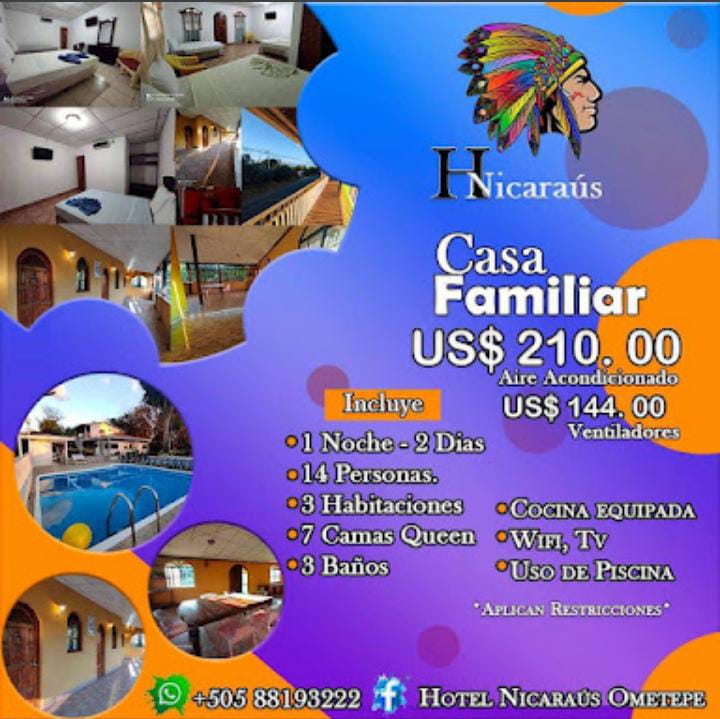 H Nicaraús
Casa
Familiar
US$ 210. 00
Aire Acondicionado
US$ 144. 00
Ventiladores
Incluye
•1 Noche - 2 Dias
•14 Personas.
•3 Habitaciones
•7 Camas Queen
•3 Baños
•Cocina equipada
•Wifi, Tv
•Uso de Piscina
*Aplican Restricciones*
+505 88193222
f Hotel Nicaraús Ometepe